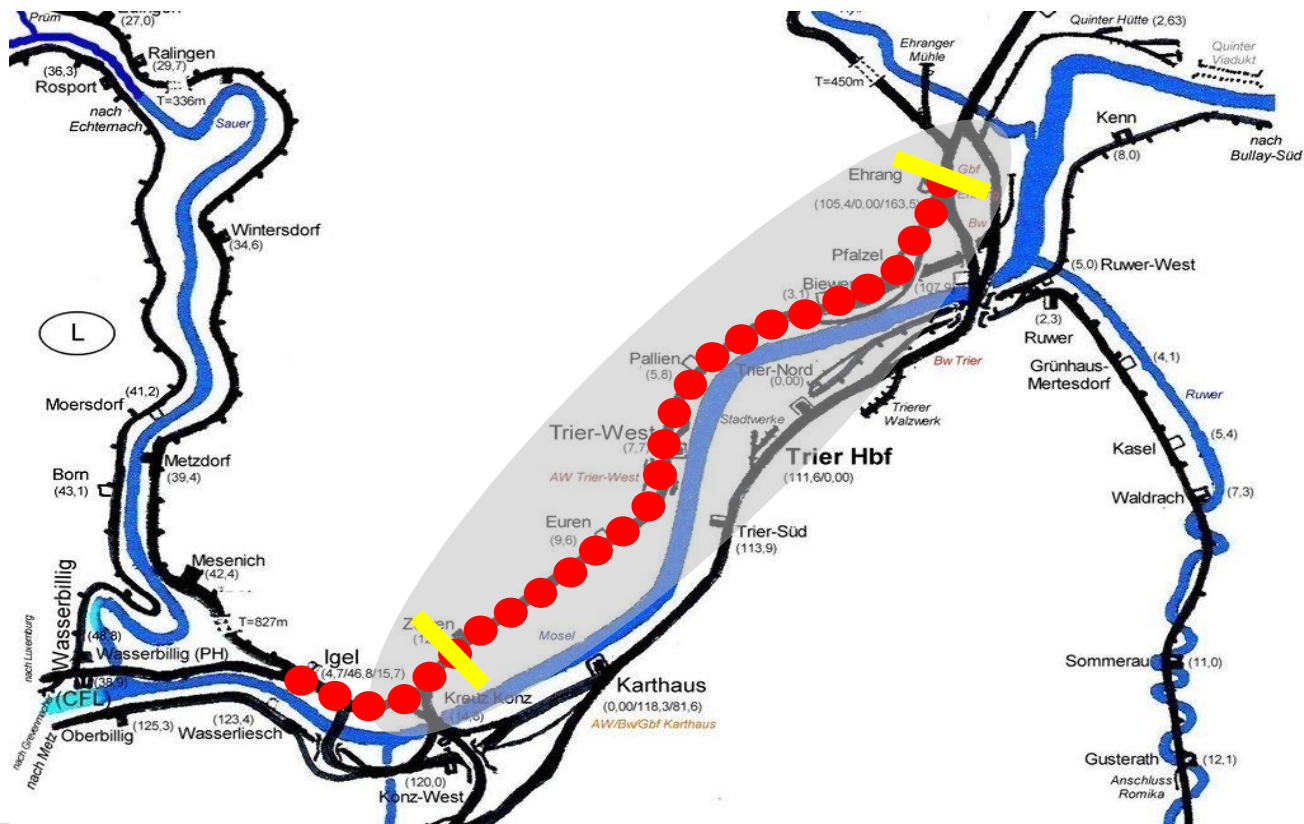 Prüm
(27,0)
Ralingen
(29,7)
(36,3)
Rosport
T=336m
nach
Echternach
Sauer
Wintersdorf
(34,6)
L
(41,2)
Moersdorf
Metzdorf
(39,4)
Born
(43,1)
Mesenich
(42,4)
T=827m
Wasserbillig
nach Luxemburg
(48,8)
Wasserbillig (PH)
(38,9)
(CFL)
nach Metz
Oberbillig
(125,3)
Igel
(4,7/46,8/15,7)
(123,4)
Wasserliesch
Kreuz Konz
(120,0)
Konz-West
Mosel
Karthaus
(0,00/118,3/81,6)
AW/Bw/Gbf Karthaus
Euren
(9,6)
AW Trier-West
Trier-West
(7,7)
Pallien
(5,8)
Trier-Nord
(0,00)
Stadtwerke
Trier Hbf
(111,6/0,00)
Trier-Süd
(113,9)
Trierer
Walzwerk
Bw Trier
Biewer
(3,1)
Pfalzel
(107,9)
Bw
Ehrang
(105,4/0,00/163,5)
Gbf
T=450m
Ehranger
Mühle
Quinter Hütte (2,63)
Quinter
Viadukt
Kenn
(8,0)
nach
Bullay-Süd
(5,0) Ruwer-West
(2,3)
Ruwer
Grünhaus-
Mertesdorf
(4,1)
Ruwer
(5,4)
Kasel
Waldrach
(7,3)
Sommerau
(11,0)
Gusterath
(12,1)
Anschluss
Romika